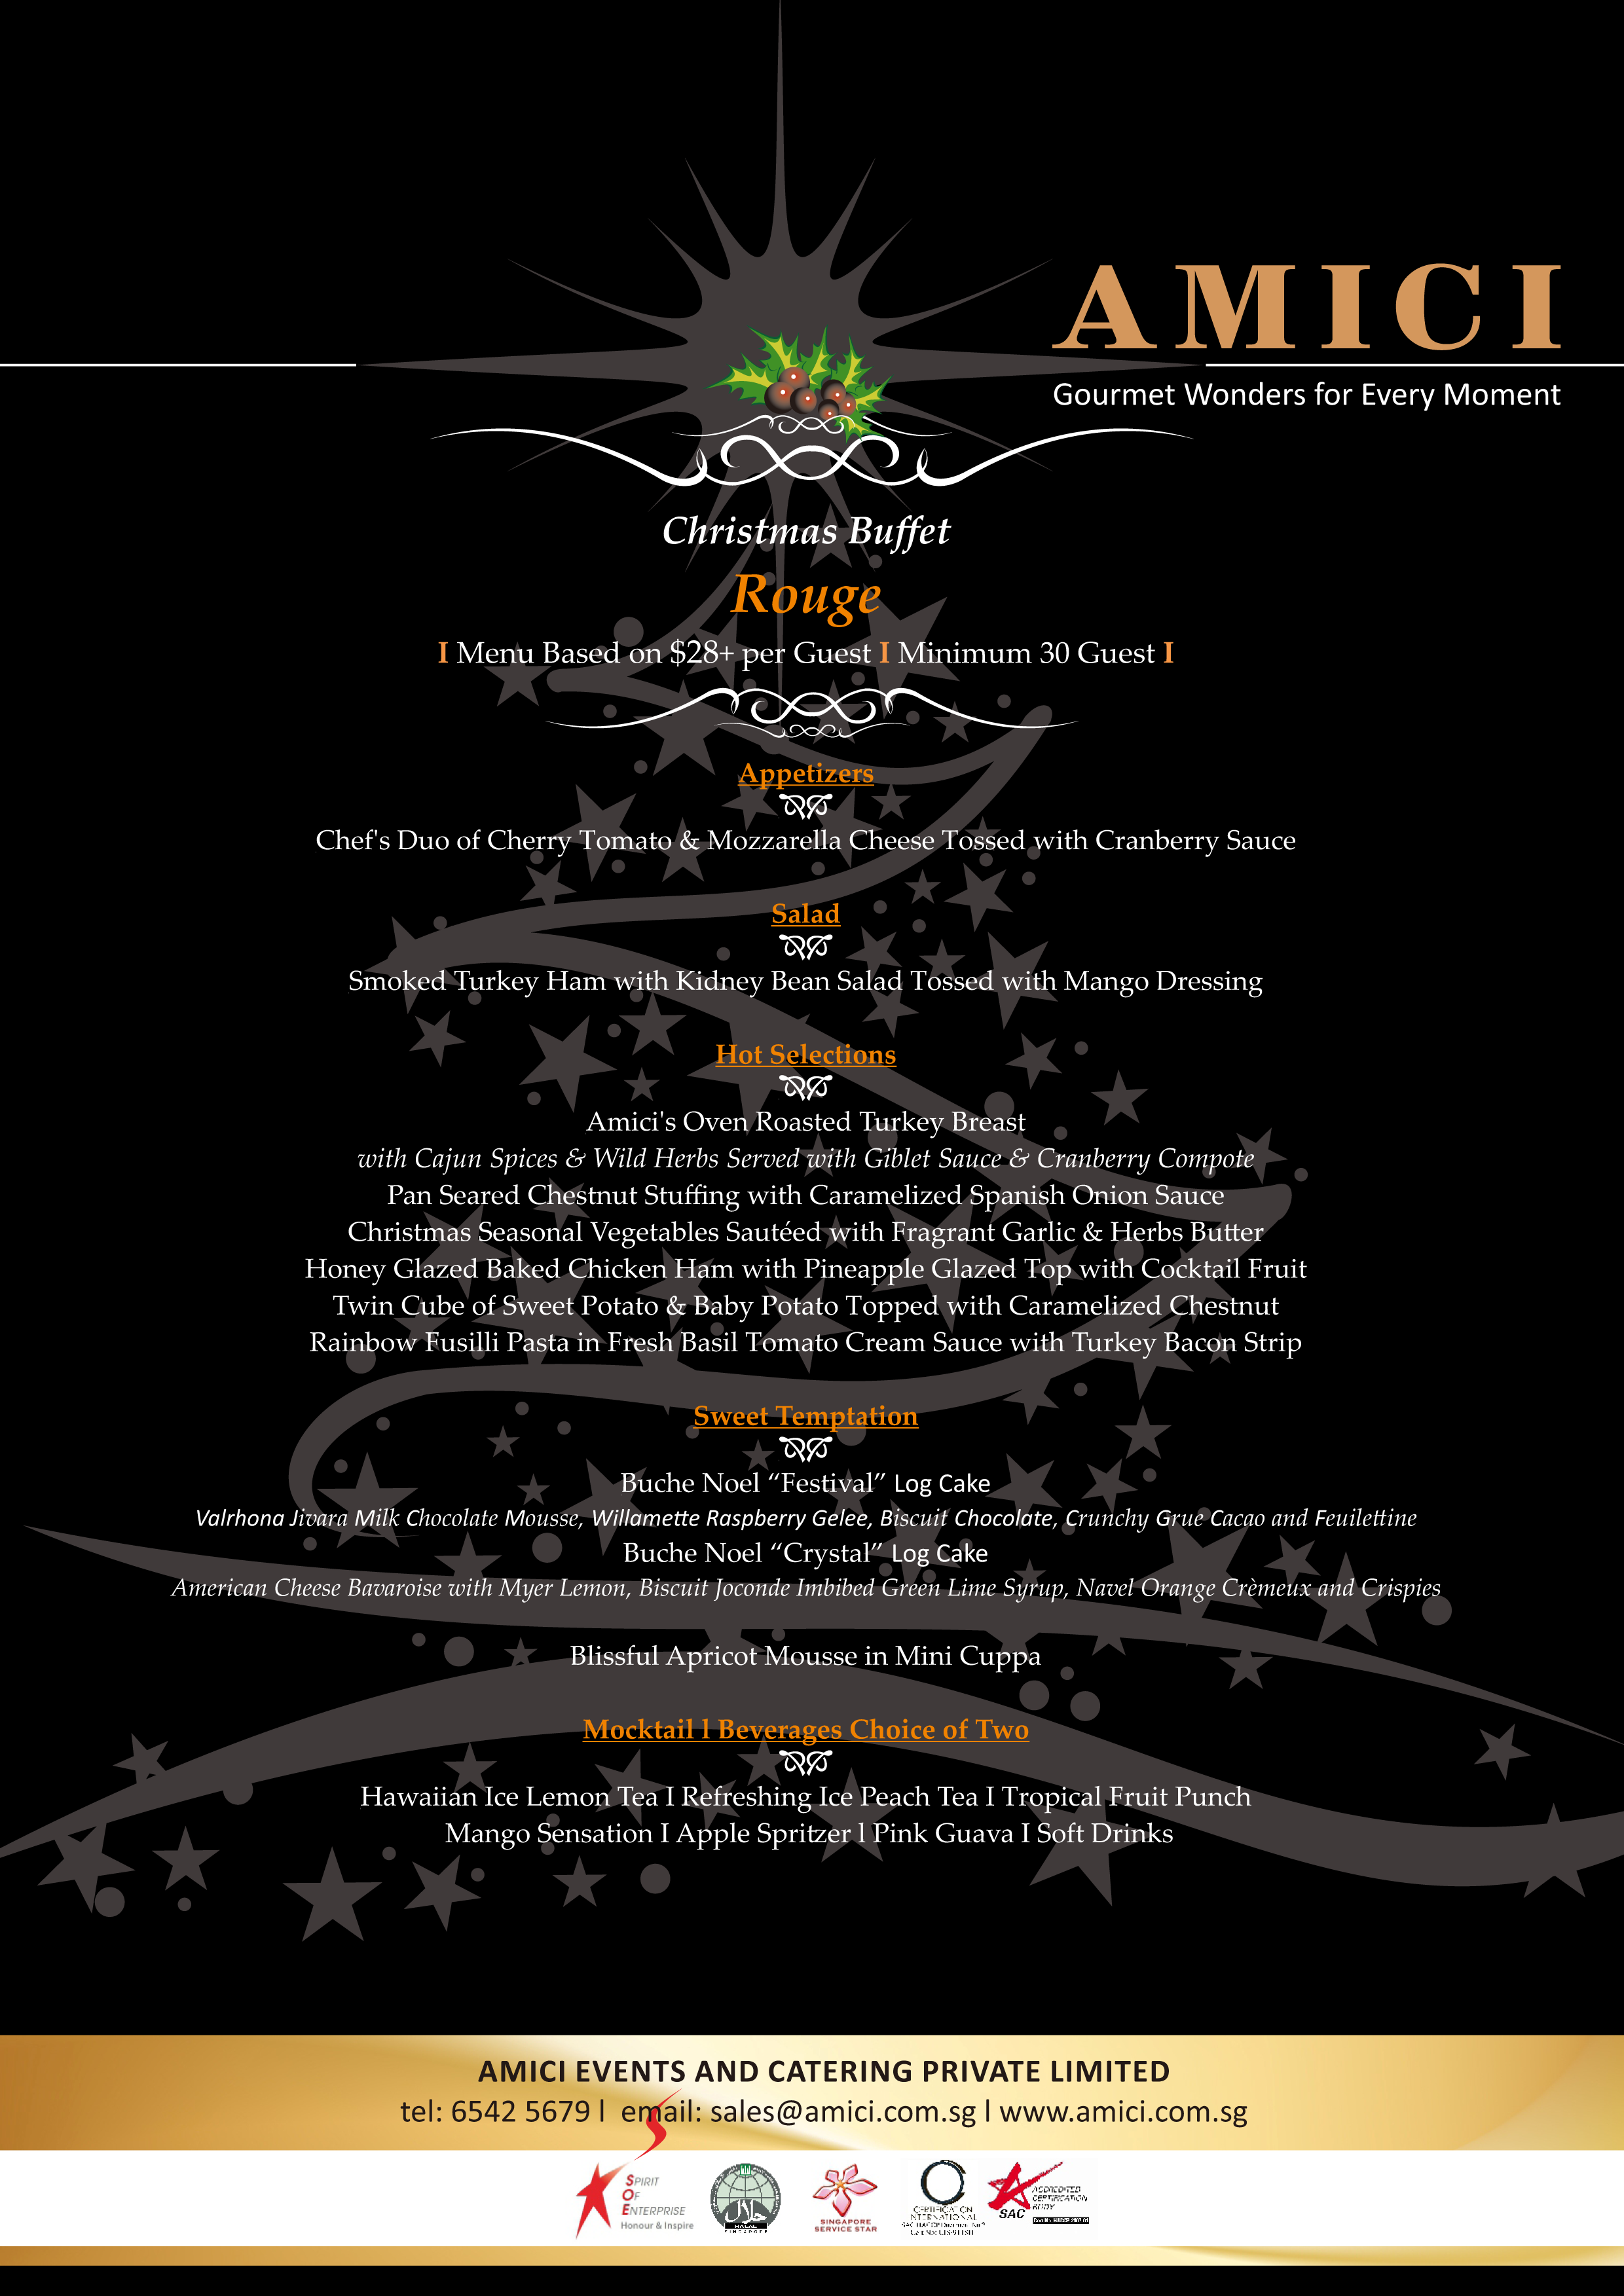 AMICI
Gourmet Wonders for Every Moment
Christmas Buffet
Rouge
I Menu Based on $28+ per Guest I Minimum 30 Guest I
Appetizers
Chef's Duo of Cherry Tomato & Mozzarella Cheese Tossed with Cranberry Sauce
Salad
Smoked Turkey Ham with Kidney Bean Salad Tossed with Mango Dressing
Hot Selections
Amici's Oven Roasted Turkey Breast
with Cajun Spices & Wild Herbs Served with Giblet Sauce & Cranberry Compote
Pan Seared Chestnut Stuffing with Caramelized Spanish Onion Sauce
Christmas Seasonal Vegetables Sautéed with Fragrant Garlic & Herbs Butter
Honey Glazed Baked Chicken Ham with Pineapple Glazed Top with Cocktail Fruit
Twin Cube of Sweet Potato & Baby Potato Topped with Caramelized Chestnut
Rainbow Fusilli Pasta in Fresh Basil Tomato Cream Sauce with Turkey Bacon Strip
Sweet Temptation
Buche Noel “Festival” Log Cake
Valrhona Jivara Milk Chocolate Mousse, Willamette Raspberry Gelee, Biscuit Chocolate, Crunchy Grue Cacao and Feuilettine
Buche Noel “Crystal” Log Cake
American Cheese Bavaroise with Myer Lemon, Biscuit Joconde Imbibed Green Lime Syrup, Navel Orange Crèmeux and Crispies
Blissful Apricot Mousse in Mini Cuppa
Mocktail l Beverages Choice of Two
Hawaiian Ice Lemon Tea I Refreshing Ice Peach Tea I Tropical Fruit Punch
Mango Sensation I Apple Spritzer l Pink Guava I Soft Drinks
AMICI EVENTS AND CATERING PRIVATE LIMITED
tel: 6542 5679 l email: sales@amici.com.sg l www.amici.com.sg
SPIRIT
OF
ENTERPRISE
Honour & Inspire
HALAL
SINGAPORE
SINGAPORE
SERVICE STAR
CERTIFICATION
INTERNATIONAL
SAC
ACCREDITED
CERTIFICATION
BODY